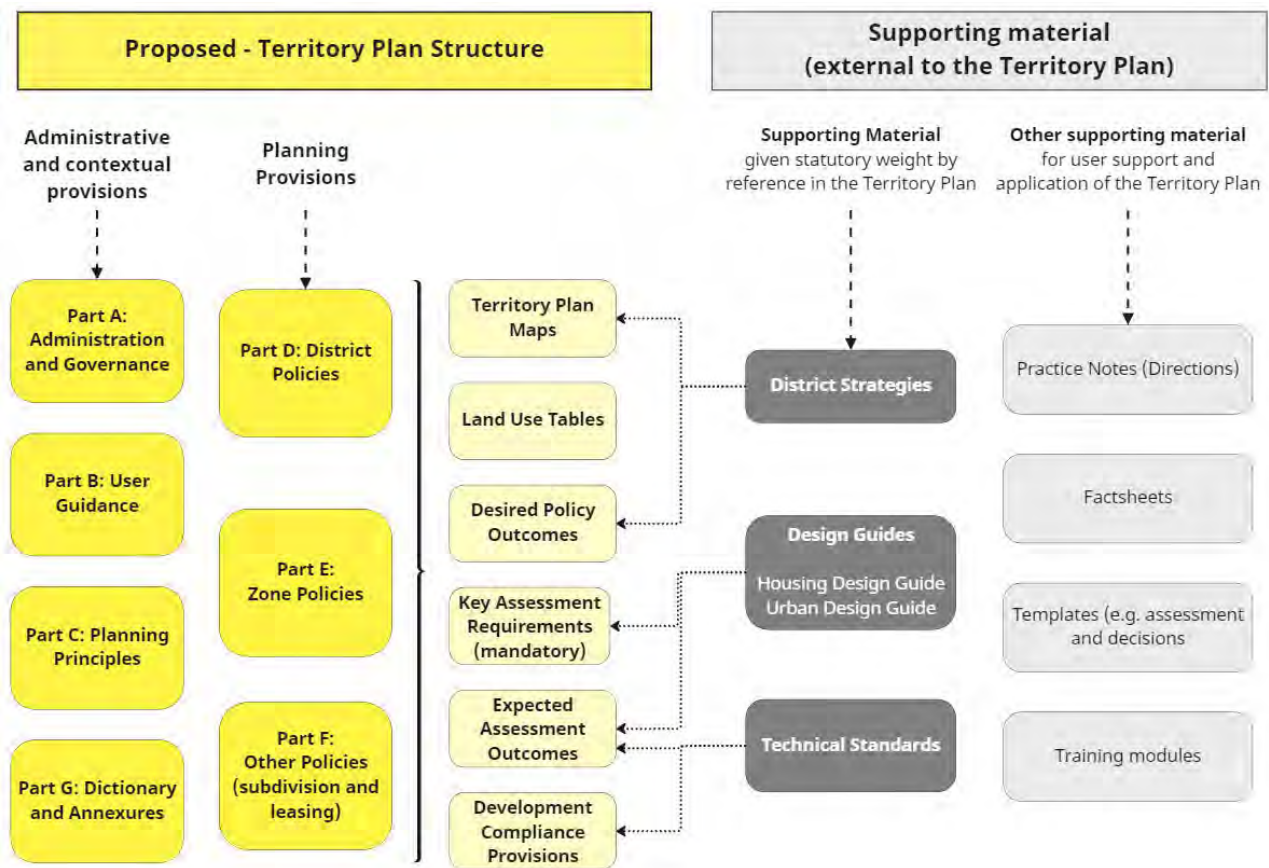 Proposed - Territory Plan Structure
Supporting material
(external to the Territory Plan)
Administrative
and contextual
provisions
Planning
Provisions
Supporting Material
given statutory weight by
reference in the Territory Plan
Other supporting material
for user support and
application of the Territory Plan
Part A:
Administration
and Governance
Part B: User
Guidance
Part C: Planning
Principles
Part G: Dictionary
and Annexures
Part D: District
Policies
Part E:
Zone Policies
Part F:
Other Policies
(subdivision and
leasing)
Territory Plan
Maps
Land Use Tables
Desired Policy
Outcomes
Key Assessment
Requirements
(mandatory)
Expected
Assessment
Outcomes
Development
Compliance
Provisions
District Strategies
Design Guides
Housing Design Guide
Urban Design Guide
Technical Standards
Practice Notes (Directions)
Factsheets
Templates (e.g. assessment
and decisions
Training modules